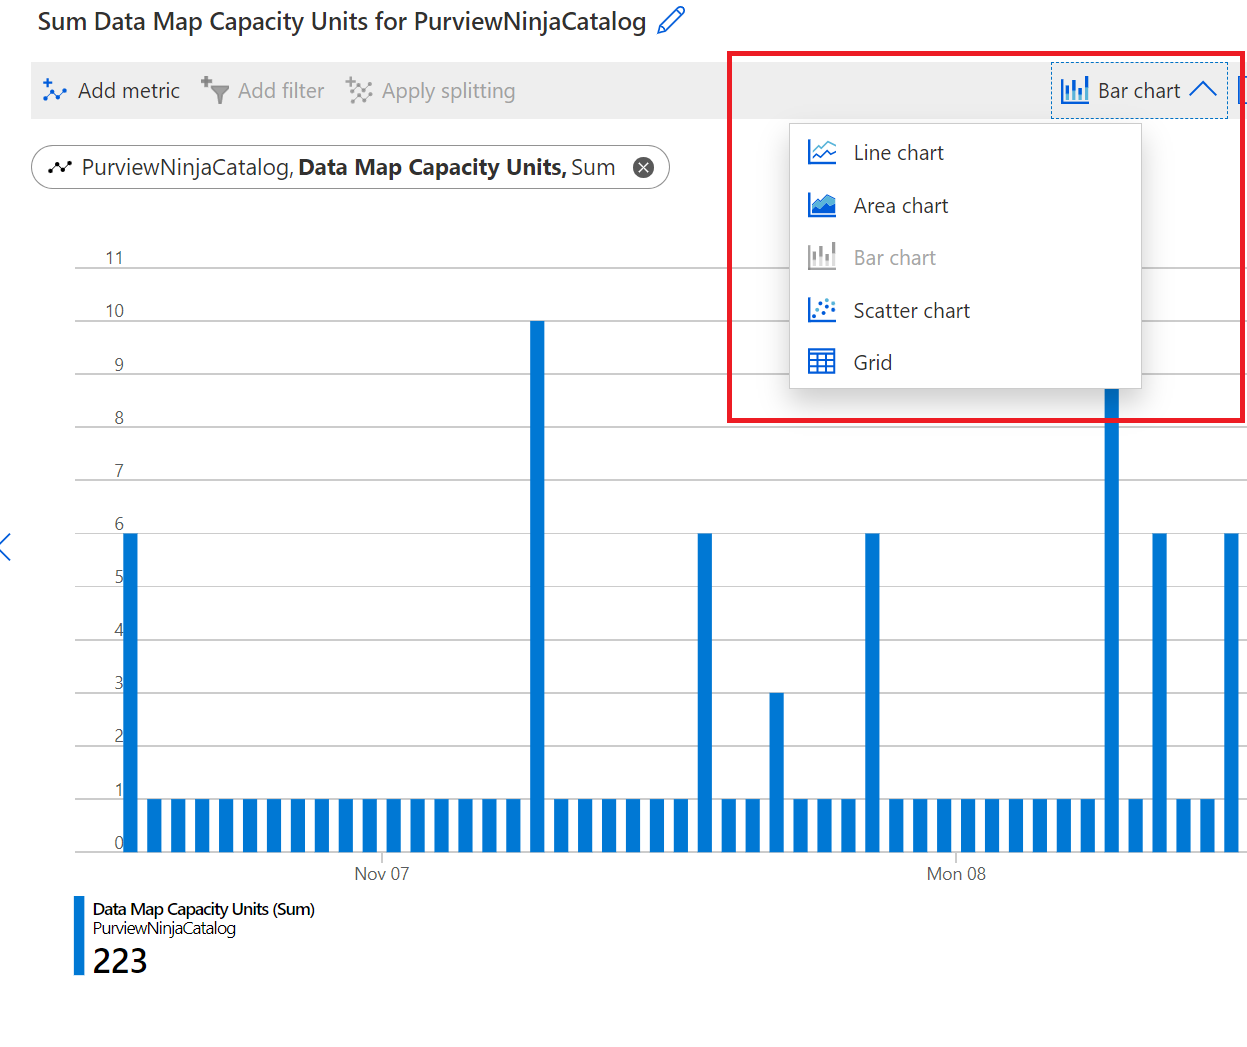 Sum Data Map Capacity Units for PurviewNinjaCatalog
Add metric
Add filter
Apply splitting
Bar chart
PurviewNinjaCatalog, Data Map Capacity Units, Sum
Line chart
Area chart
Bar chart
Scatter chart
Grid
11
10
9
8
7
6
5
4
3
2
1
0
Nov 07
Mon 08
Data Map Capacity Units (Sum)
PurviewNinjaCatalog
223